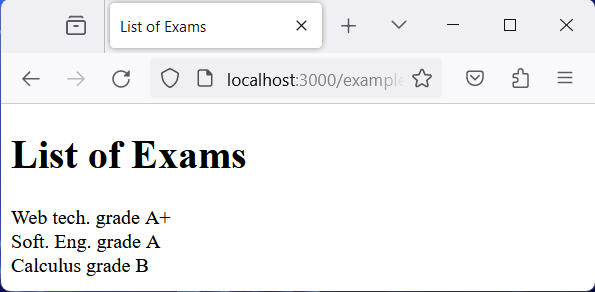 List of Exams
localhost:3000/example
List of Exams
Web tech. grade A+
Soft. Eng. grade A
Calculus grade B